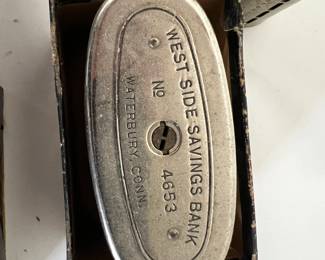 WEST SIDE SAVINGS BANK
No 4653
WATERBURY, CONN.